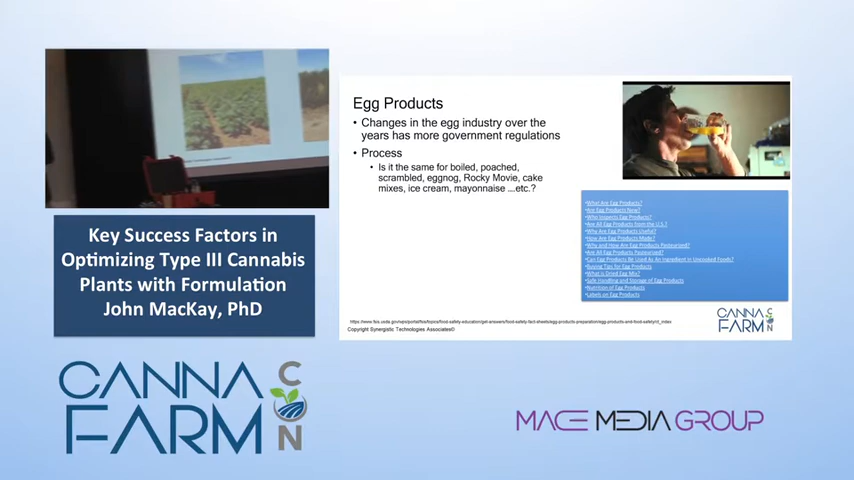 Key Success Factors in
Optimizing Type III Cannabis
Plants with Formulation
John MacKay, PhD
CANNA
FARM
CON
Egg Products
• Changes in the egg industry over the
years has more government regulations
• Process
• Is it the same for boiled, poached,
scrambled, eggnog, Rocky Movie, cake
mixes, ice cream, mayonnaise ....etc.?
•What Are Egg Products?
•Are Egg Products New?
•Who Inspects Egg Products?
•Are All Egg Products from the U.S.?
•Why Are Egg Products Useful?
•How Are Egg Products Made?
•Why and How Are Egg Products Pasteurized?
•Are All Egg Products Pasteurized?
•Can Egg Products Be Used As An Ingredient in Uncooked Foods?
•Buying Tips for Egg Products
•What is Dried Egg Mix?
•Safe Handling and Storage of Egg Products
•Nutrition of Egg Products
•Labels on Egg Products
Copyright Synergistic Technologies Associates©
CANNA
FARM
CON
MACE MEDIA GROUP